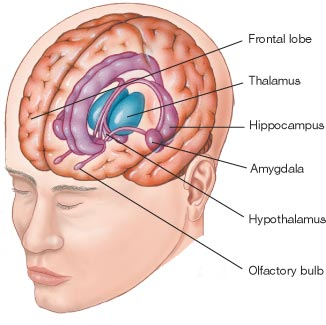 Frontal lobe
Thalamus
Hippocampus
Amygdala
Hypothalamus
Olfactory bulb